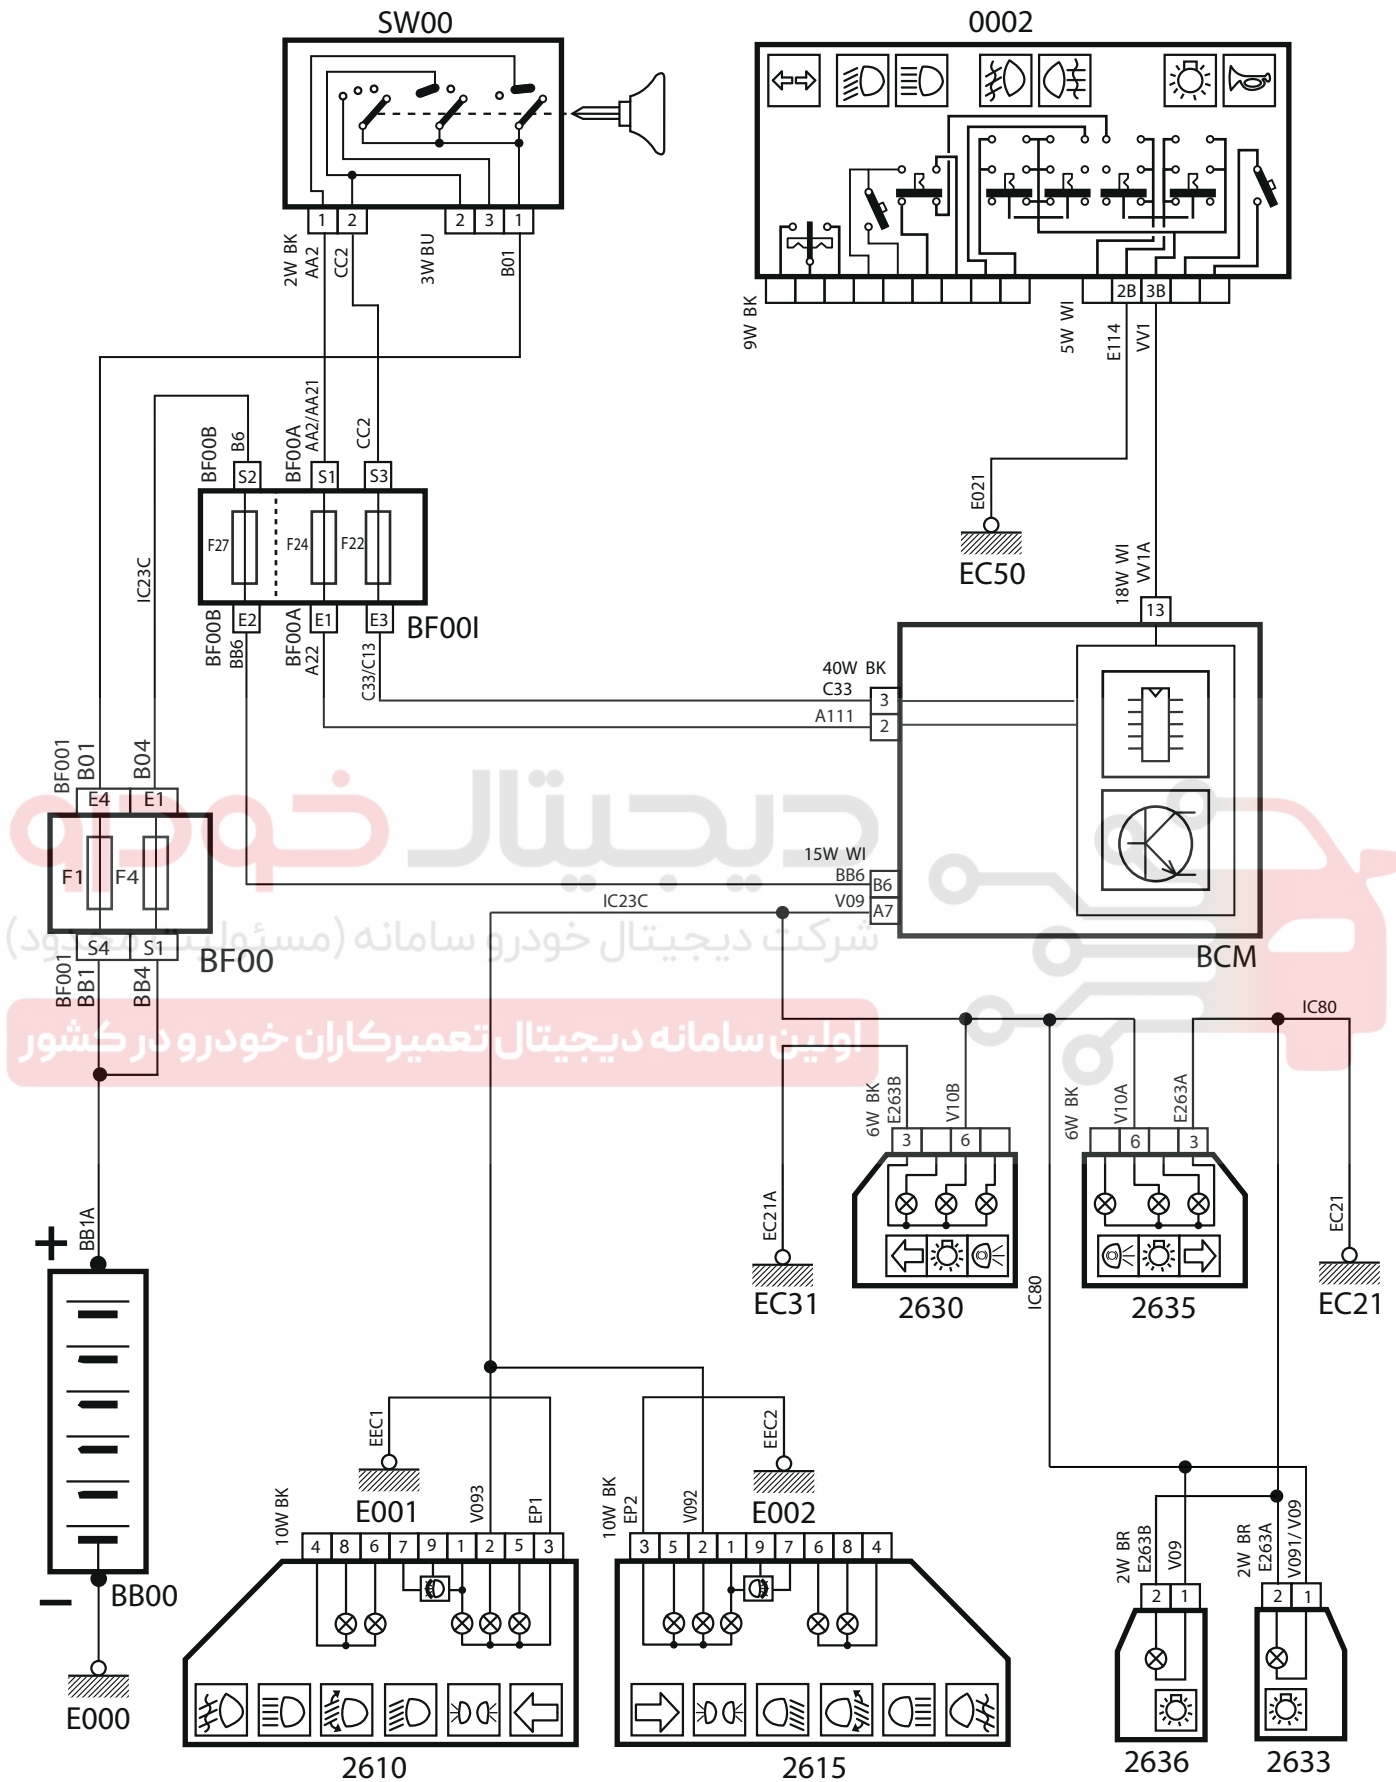 SW00
0002
1
2
2
3
1
2W BK
AA2
CC2
3W BU
B01
9W BK
5W WI
2B
3B
E114
VV1
BF00B
B6
BF00A
AA2/AA21
CC2
S2
S1
S3
F27
F24
F22
E2
E1
E3
BF00I
BF00B
BB6
BF00A
A22
C33/C13
IC23C
E021
EC50
18W WI
VV1A
13
40W BK
C33
3
A111
2
BF001
B01
B04
E4
E1
F1
F4
S4
S1
BF00
BF001
BB1
BB4
15W WI
BB6
B6
IC23C
V09
A7
BCM
دیجیتال خودرو
شرکت دیجیتال خودرو سامانه (مسئولیت محدود)
اولین سامانه دیجیتال تعمیرکاران خودرو در کشور
IC80
6W BK
E263B
V10B
6W BK
V10A
E263A
3
6
6
3
EC21A
EC31
2630
IC80
2635
EC21
EC21
+
BB1A
BB00
–
E000
EEC1
E001
EEC2
E002
10W BK
V093
EP1
10W BK
EP2
V092
4
8
6
7
9
1
2
5
3
3
5
2
1
9
7
6
8
4
2610
2615
2W BR
E263B
V09
2W BR
E263A
V091/V09
2
1
2
1
2636
2633